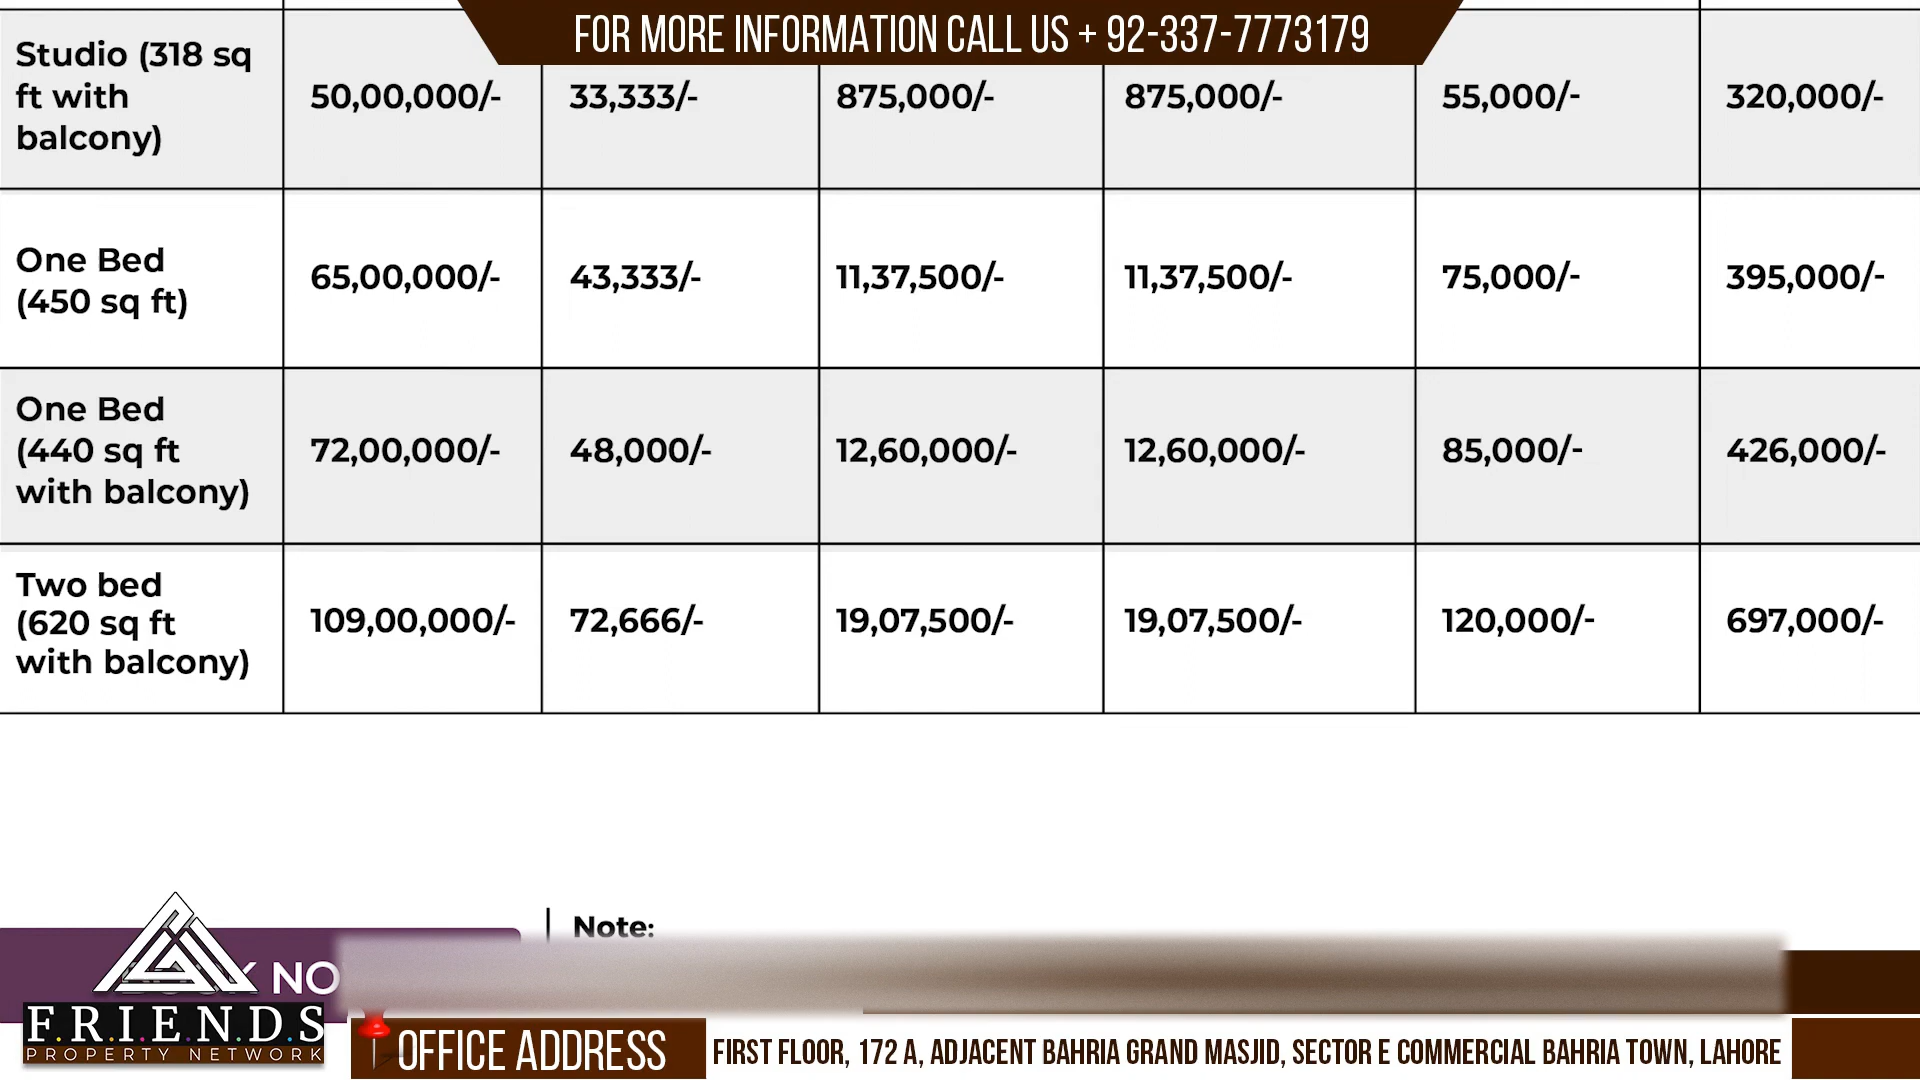 FOR MORE INFORMATION CALL US + 92-337-7773179
Studio (318 sq
ft with
balcony)
50,00,000/- 33,333/- 875,000/- 875,000/- 55,000/- 320,000/-
One Bed
(450 sq ft)
65,00,000/- 43,333/- 11,37,500/- 11,37,500/- 75,000/- 395,000/-
One Bed
(440 sq ft
with balcony)
72,00,000/- 48,000/- 12,60,000/- 12,60,000/- 85,000/- 426,000/-
Two bed
(620 sq ft
with balcony)
109,00,000/- 72,666/- 19,07,500/- 19,07,500/- 120,000/- 697,000/-
Note:
F.R.I.E.N.D.S
PROPERTY NETWORK
OFFICE ADDRESS
FIRST FLOOR, 172 A, ADJACENT BAHRIA GRAND MASJID, SECTOR E COMMERCIAL BAHRIA TOWN, LAHORE